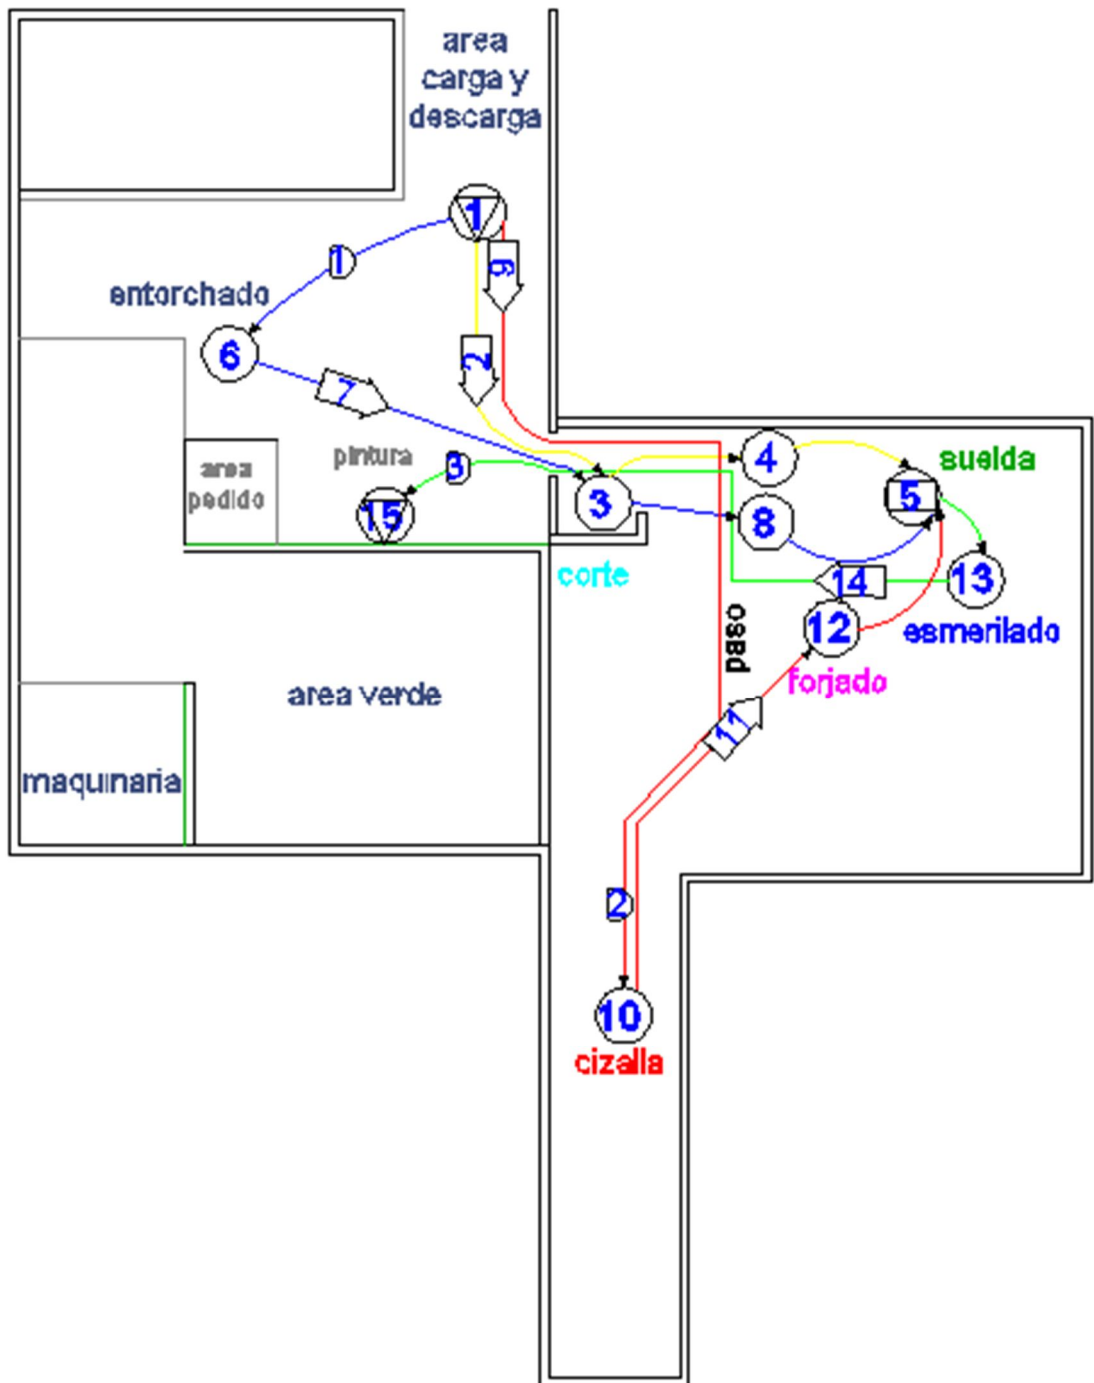 area
carga y
descarga
1
1
9
entorchado
6
2
7
pintura
3
area
pedido
15
3
4
suelda
5
8
corte
14
13
12
esmerilado
paso
forjado
area verde
11
maquinaria
2
10
cizalla